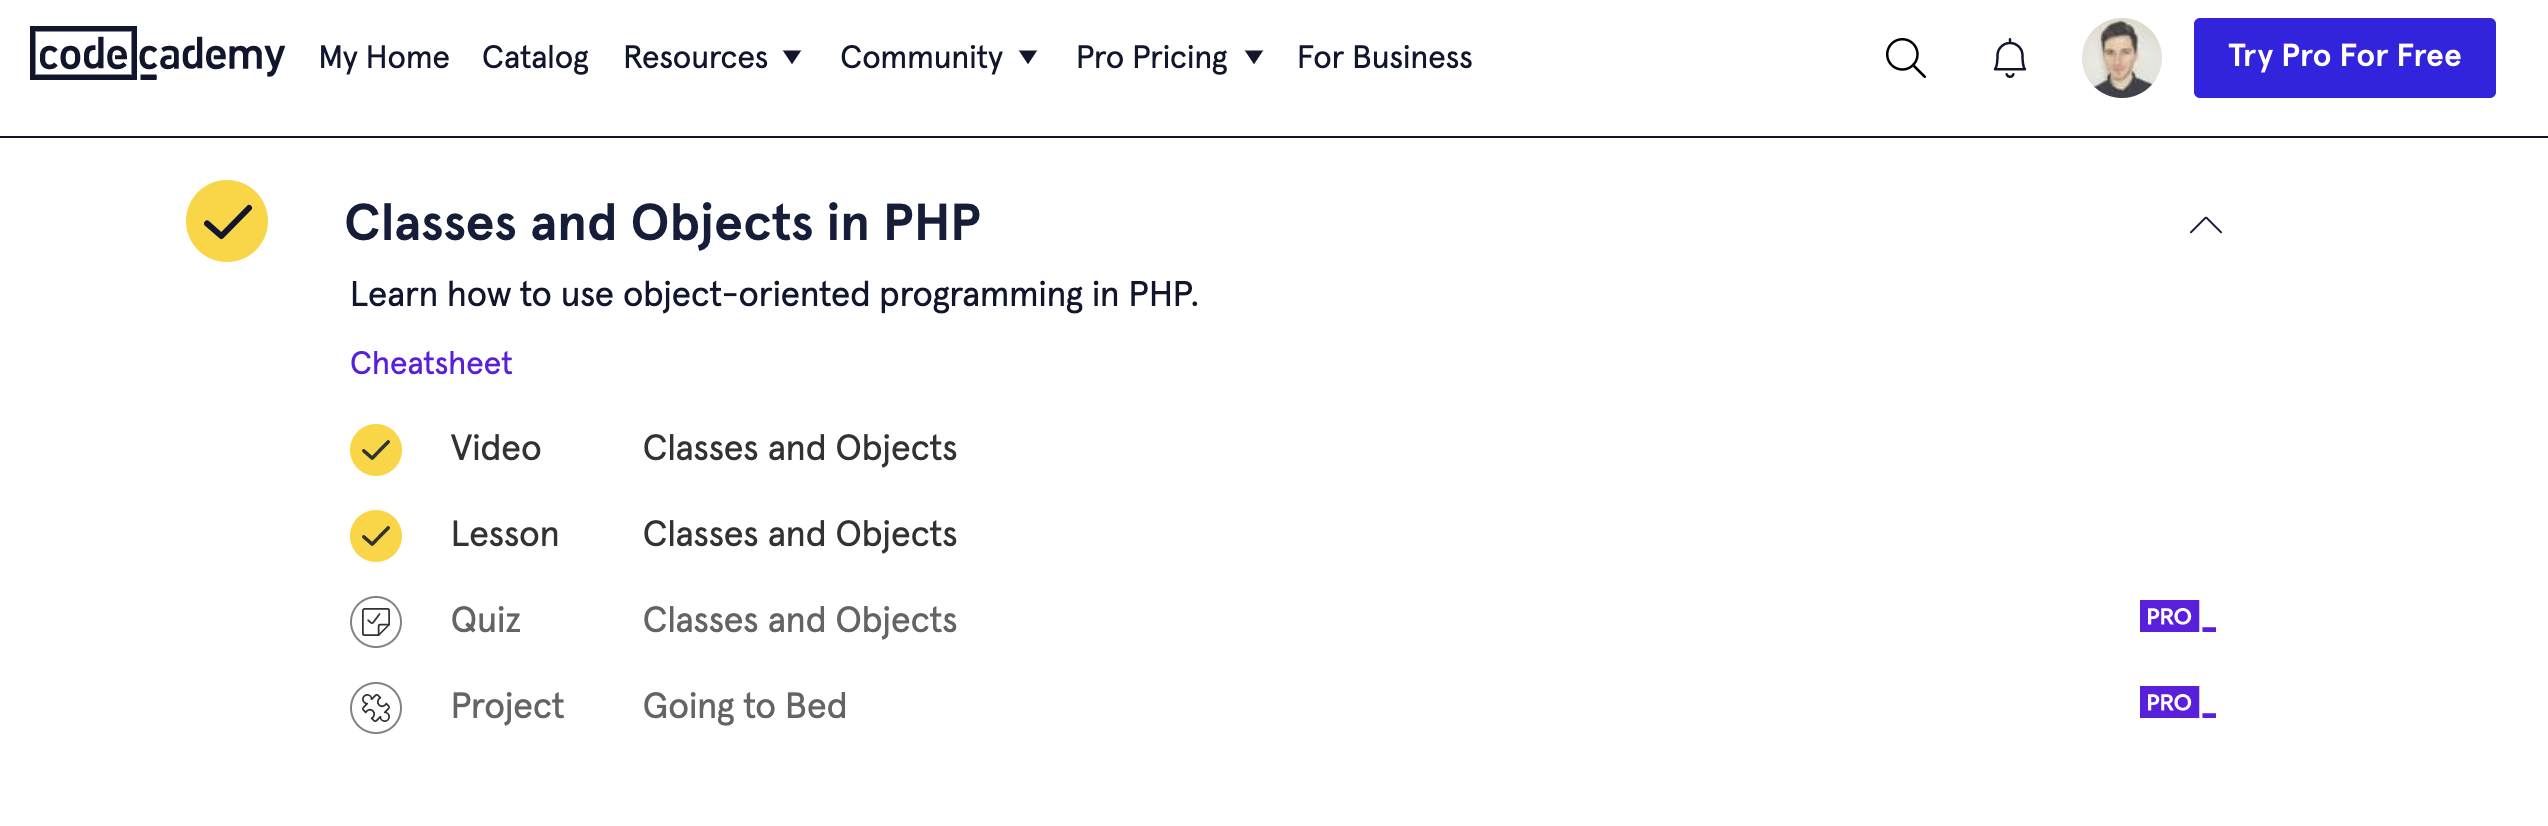 codecademy My Home Catalog Resources Community Pro Pricing For Business Try Pro For Free
Classes and Objects in PHP
Learn how to use object-oriented programming in PHP.
Cheatsheet
Video Classes and Objects
Lesson Classes and Objects
Quiz Classes and Objects PRO
Project Going to Bed PRO